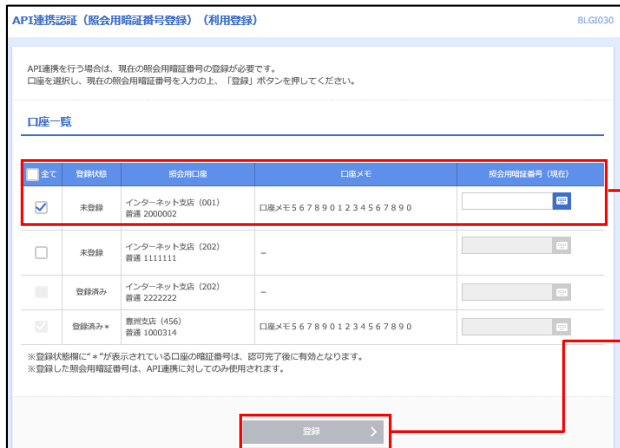 API連携認証（照会用暗証番号登録）（利用登録） BLGI030
API連携を行う場合は、現在の照会用暗証番号の登録が必要です。
口座を選択し、現在の照会用暗証番号を入力の上、「登録」ボタンを押してください。
口座一覧
全て 登録状態 照会用口座 口座メモ 照会用暗証番号（現在）
未登録 インターネット支店（001） 口座メモ５６７８９０１２３４５６７８９０
普通 2000002
未登録 インターネット支店（202） －
普通 1111111
登録済み インターネット支店（202） －
普通 2222222
登録済み＊ 豊洲支店（456） 口座メモ５６７８９０１２３４５６７８９０
普通 1000314
※登録状態欄に"＊"が表示されている口座の暗証番号は、認可完了後に有効となります。
※登録した照会用暗証番号は、API連携に対してのみ使用されます。
登録